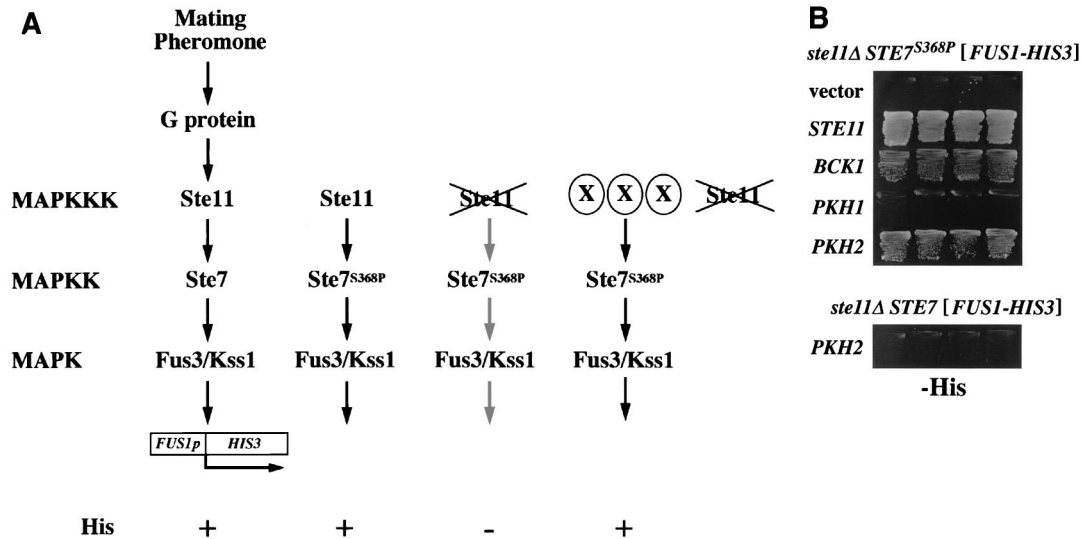 A
Mating
Pheromone
G protein
MAPKKK Ste11 Ste11 Ste11 X X X Ste11
MAPKK Ste7 Ste7S368P Ste7S368P Ste7S368P
MAPK Fus3/Kss1 Fus3/Kss1 Fus3/Kss1 Fus3/Kss1
FUS1p HIS3
His + + - +
B
ste11Δ STE7S368P [FUS1-HIS3]
vector
STE11
BCK1
PKH1
PKH2
ste11Δ STE7 [FUS1-HIS3]
PKH2
-His